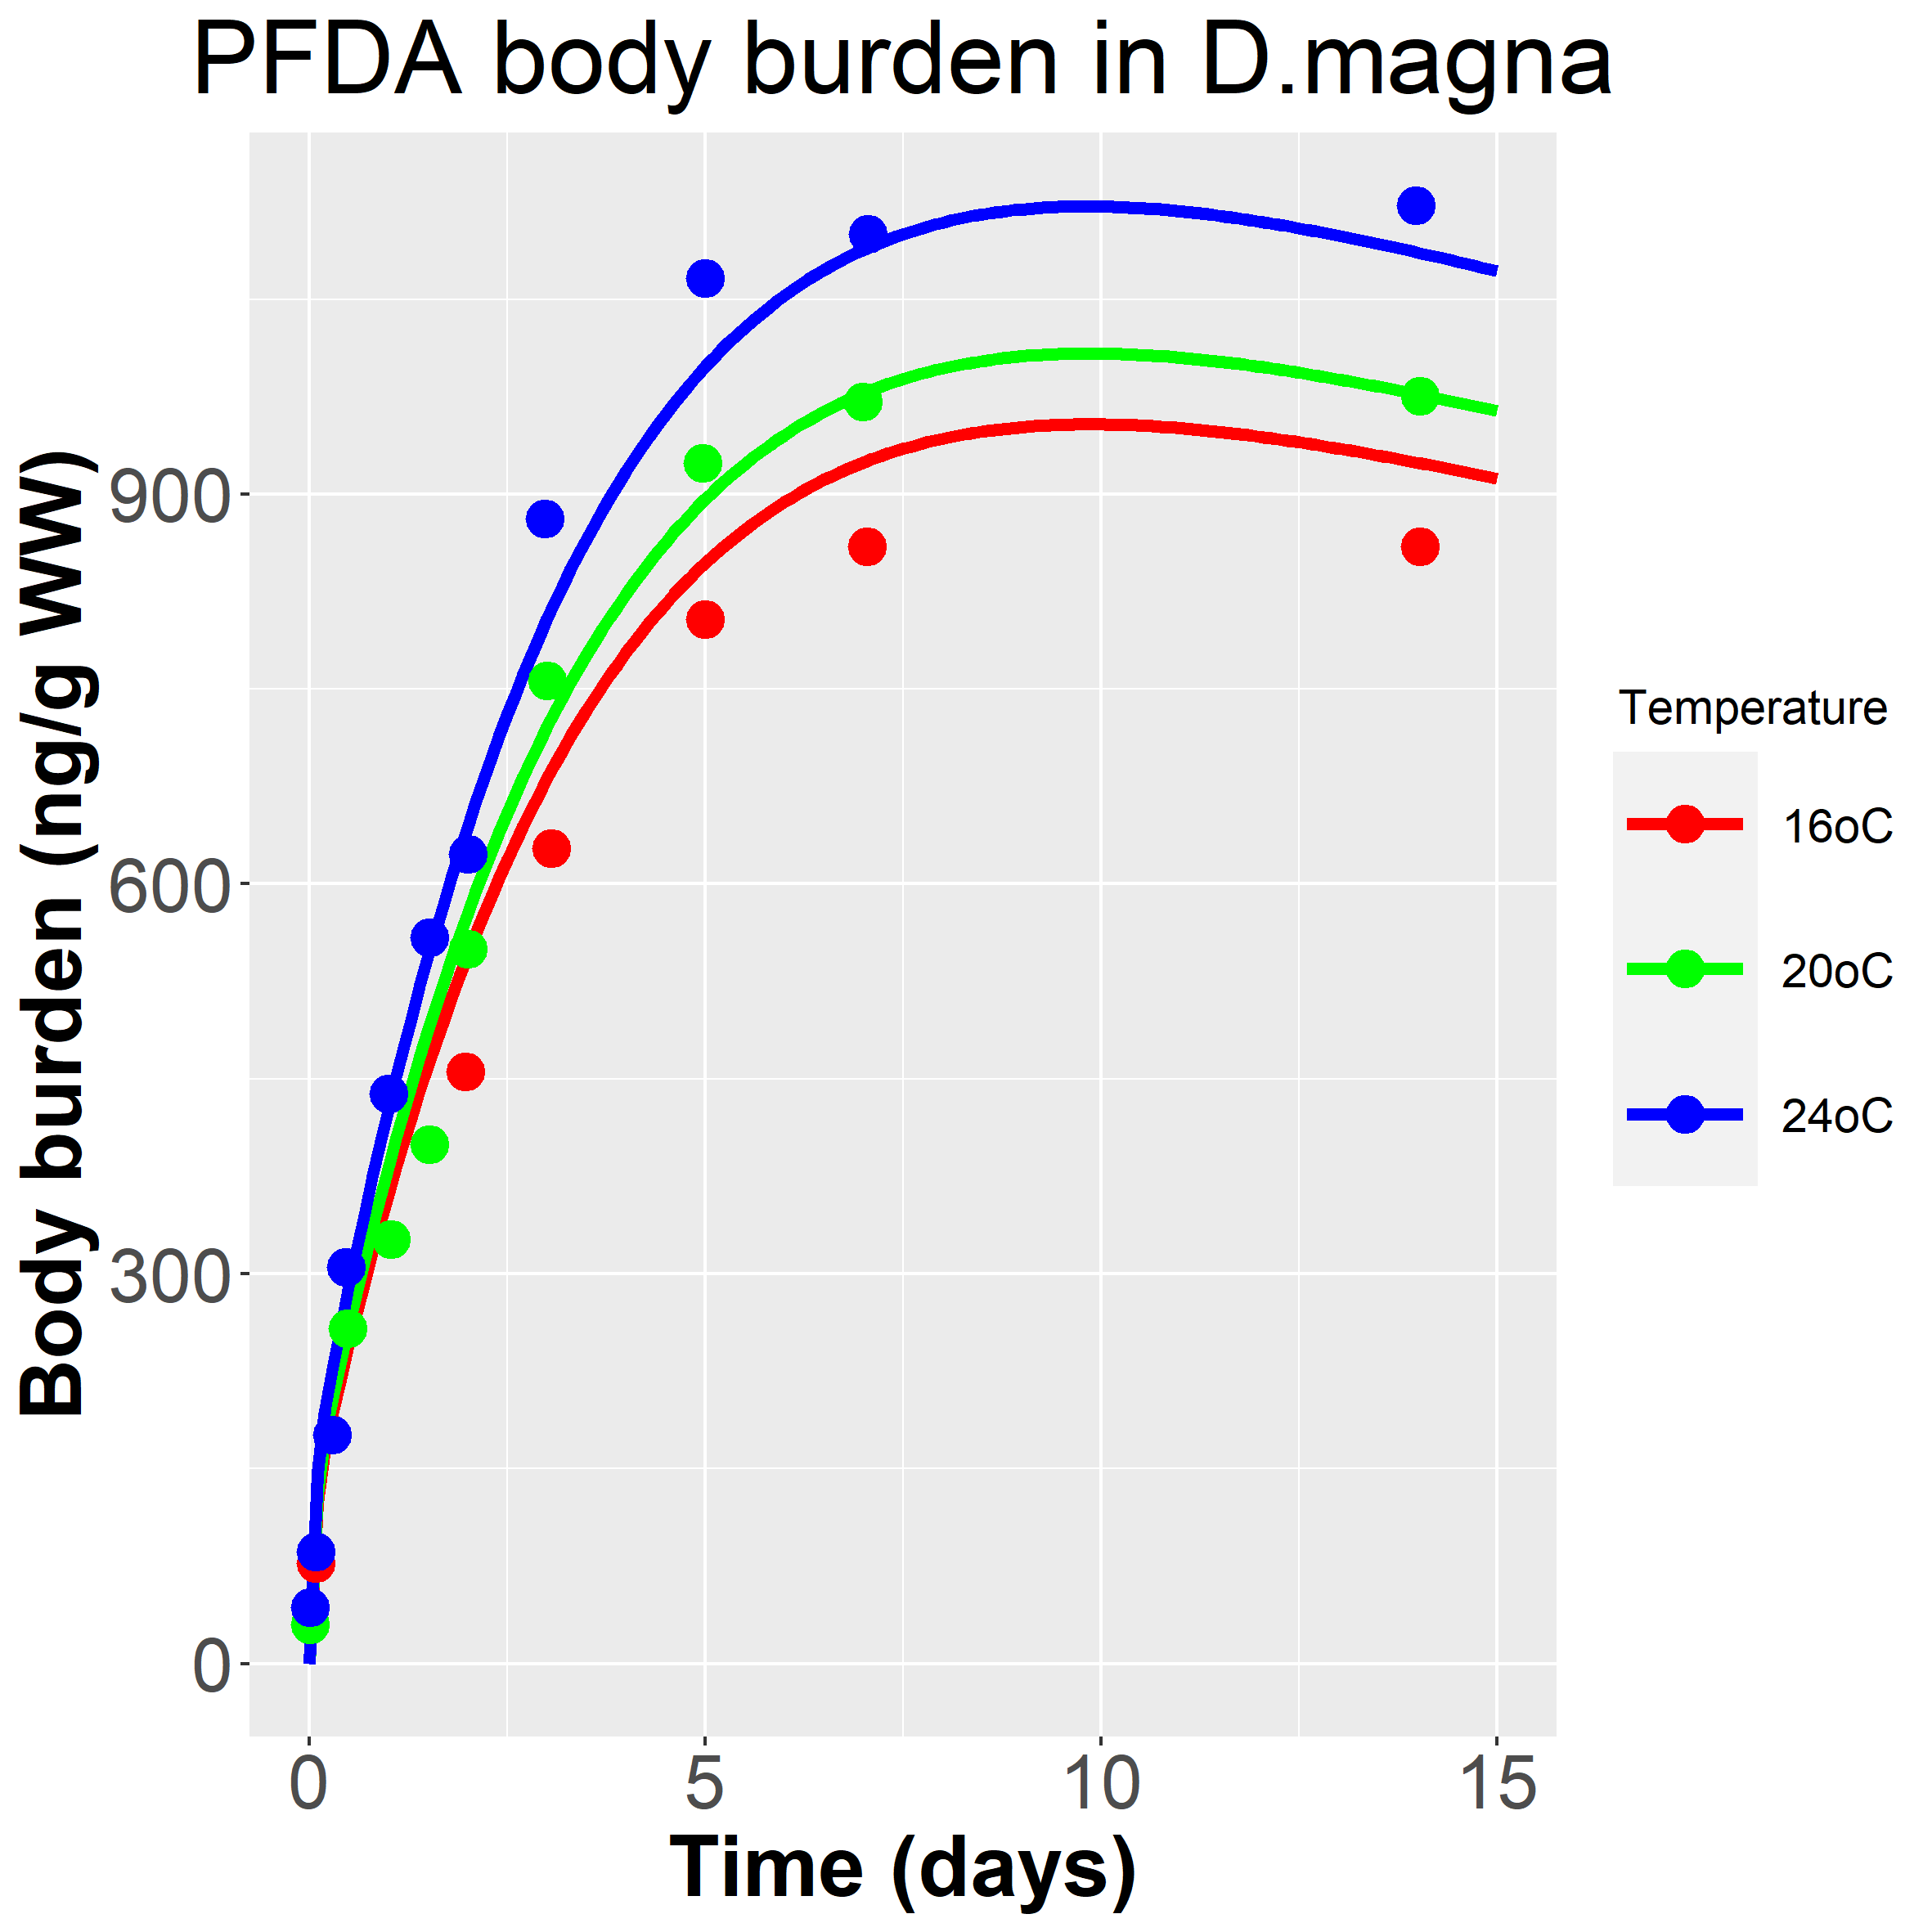 PFDA body burden in D.magna
Body burden (ng/g WW)
900
600
300
0
0 5 10 15
Time (days)
Temperature
16oC
20oC
24oC